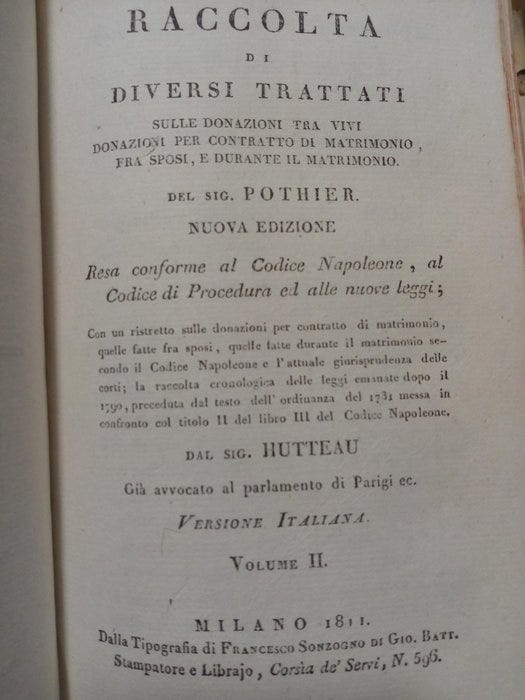 RACCOLTA
DI
DIVERSI TRATTATI
SULLE DONAZIONI TRA VIVI
DONAZIONI PER CONTRATTO DI MATRIMONIO,
FRA SPOSI, E DURANTE IL MATRIMONIO.
DEL SIG. POTHIER.
NUOVA EDIZIONE
Resa conforme al Codice Napoleone, al
Codice di Procedura ed alle nuove leggi;
Con un ristretto sulle donazioni per contratto di matrimonio,
quelle fatte fra sposi, quelle fatte durante il matrimonio se-
condo il Codice Napoleone e l'attuale giurisprudenza delle
corti; la raccolta cronologica delle leggi emanate dopo il
1790, preceduta dal testo dell'ordinanza del 1731 messa in
confronto col titolo II del libro III del Codice Napoleone.
DAL SIG. HUTTEAU
Già avvocato al parlamento di Parigi ec.
VERSIONE ITALIANA.
VOLUME II.
MILANO 1811.
Dalla Tipografia di FRANCESCO SONZOGNO DI GIO. BATT.
Stampatore e Librajo, Corsia de' Servi, N. 596.